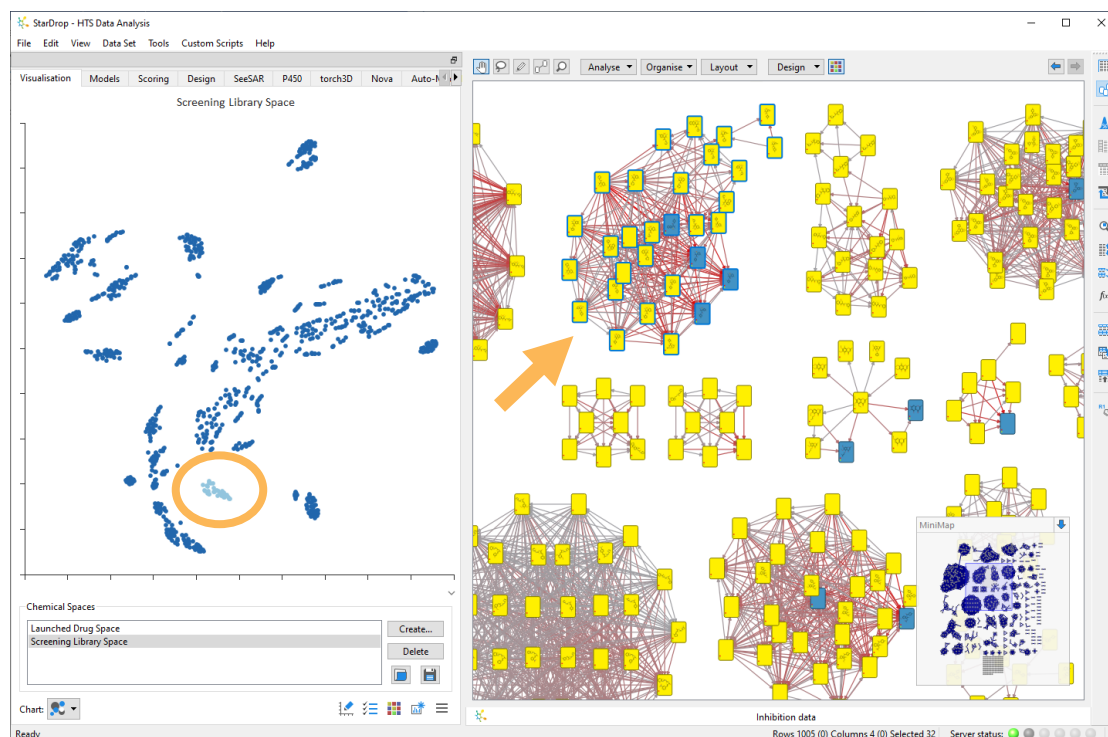 StarDrop - HTS Data Analysis
File Edit View Data Set Tools Custom Scripts Help
Visualisation Models Scoring Design SeeSAR P450 torch3D Nova
Analyse Organise Layout Design
Screening Library Space
MiniMap
Chemical Spaces
Launched Drug Space
Screening Library Space
Create...
Delete
Chart:
Inhibition data
Ready
Rows 1005 (0) Columns 4 (0) Selected 32 Server status: